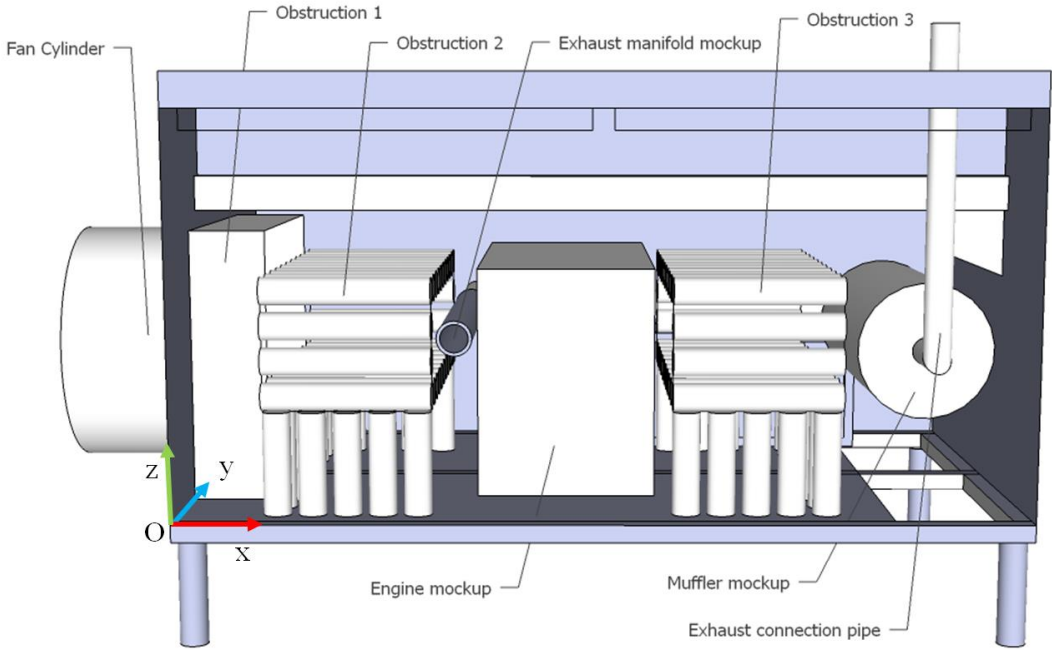 Obstruction 1
Obstruction 3
Fan Cylinder
Obstruction 2
Exhaust manifold mockup
z
y
O
x
Engine mockup
Muffler mockup
Exhaust connection pipe